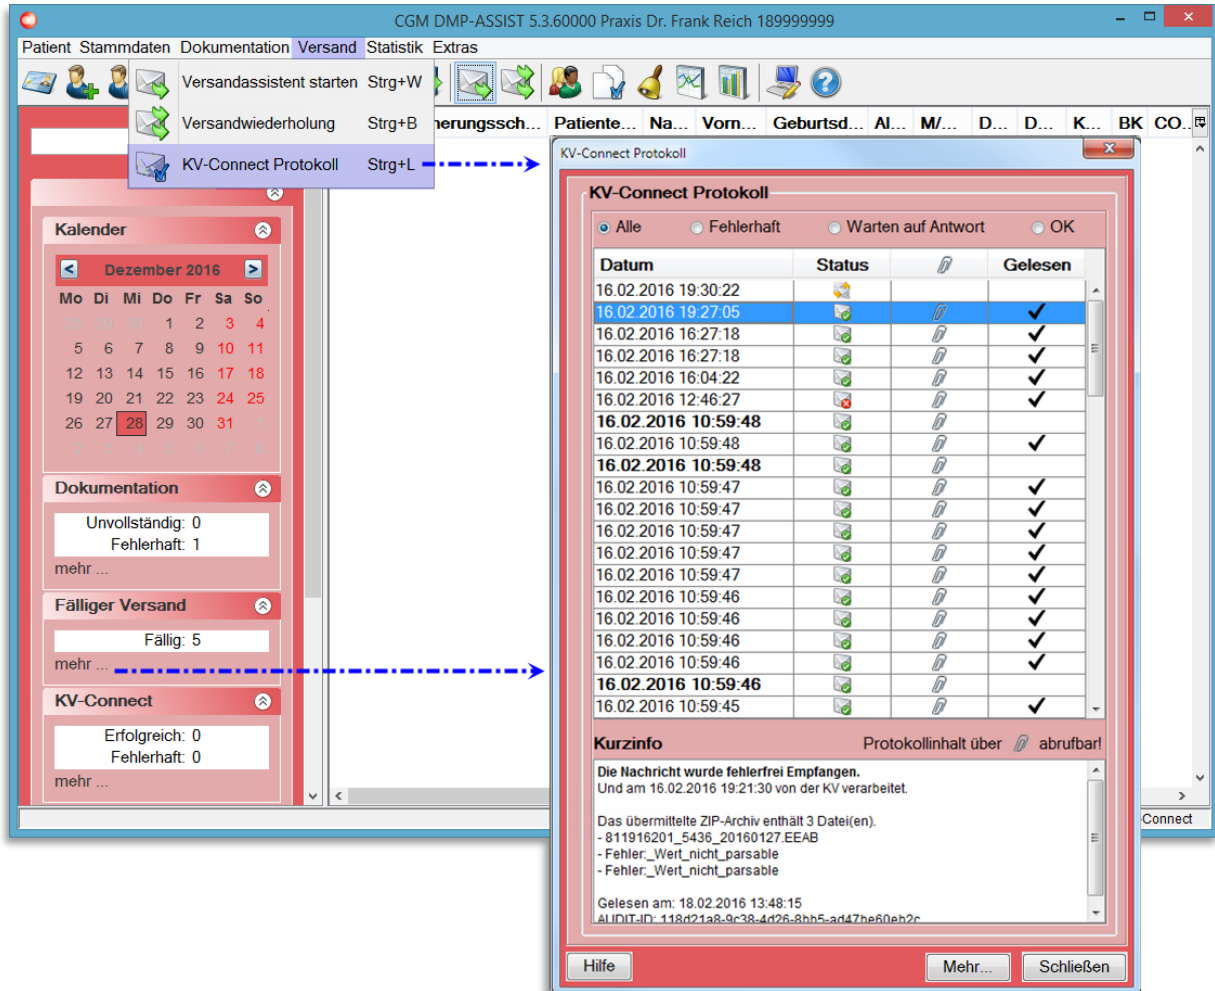 CGM DMP-ASSIST 5.3.60000 Praxis Dr. Frank Reich 189999999
Patient Stammdaten Dokumentation Versand Statistik Extras
Versandassistent starten Strg+W
Versandwiederholung Strg+B
KV-Connect Protokoll Strg+L
nerungssch... Patiente... Na... Vorn... Geburtsd... Al... M/... D... D... K... BK CO..
Kalender
Dezember 2016
Mo Di Mi Do Fr Sa So
1 2 3 4
5 6 7 8 9 10 11
12 13 14 15 16 17 18
19 20 21 22 23 24 25
26 27 28 29 30 31
Dokumentation
Unvollständig: 0
Fehlerhaft: 1
mehr ...
Fälliger Versand
Fällig: 5
mehr ...
KV-Connect
Erfolgreich: 0
Fehlerhaft: 0
mehr ...
-Connect
KV-Connect Protokoll
KV-Connect Protokoll
Alle Fehlerhaft Warten auf Antwort OK
Datum Status Gelesen
16.02.2016 19:30:22
16.02.2016 19:27:05
16.02.2016 16:27:18
16.02.2016 16:27:18
16.02.2016 16:04:22
16.02.2016 12:46:27
16.02.2016 10:59:48
16.02.2016 10:59:48
16.02.2016 10:59:48
16.02.2016 10:59:47
16.02.2016 10:59:47
16.02.2016 10:59:47
16.02.2016 10:59:47
16.02.2016 10:59:47
16.02.2016 10:59:46
16.02.2016 10:59:46
16.02.2016 10:59:46
16.02.2016 10:59:46
16.02.2016 10:59:46
16.02.2016 10:59:45
Kurzinfo Protokollinhalt über abrufbar!
Die Nachricht wurde fehlerfrei Empfangen.
Und am 16.02.2016 19:21:30 von der KV verarbeitet.
Das übermittelte ZIP-Archiv enthält 3 Datei(en).
- 811916201_5436_20160127.EEAB
- Fehler:_Wert_nicht_parsable
- Fehler:_Wert_nicht_parsable
Gelesen am: 18.02.2016 13:48:15
AUDIT-ID: 118d21a8-9c38-4d26-8bb5-ad47be60eb2c
Hilfe Mehr... Schließen